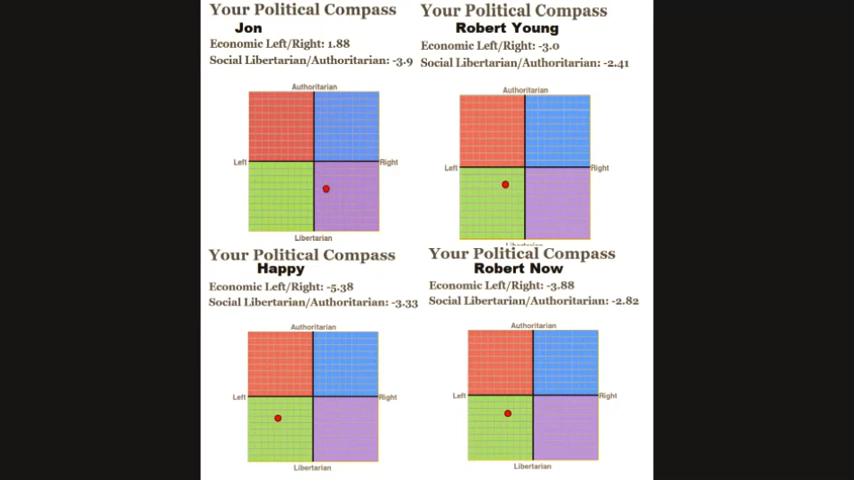 Your Political Compass
Jon
Economic Left/Right: 1.88
Social Libertarian/Authoritarian: -3.9
Authoritarian
Left
Right
Libertarian
Your Political Compass
Robert Young
Economic Left/Right: -3.0
Social Libertarian/Authoritarian: -2.41
Authoritarian
Left
Right
Libertarian
Your Political Compass
Happy
Economic Left/Right: -5.38
Social Libertarian/Authoritarian: -3.33
Authoritarian
Left
Right
Libertarian
Your Political Compass
Robert Now
Economic Left/Right: -3.88
Social Libertarian/Authoritarian: -2.82
Authoritarian
Left
Right
Libertarian